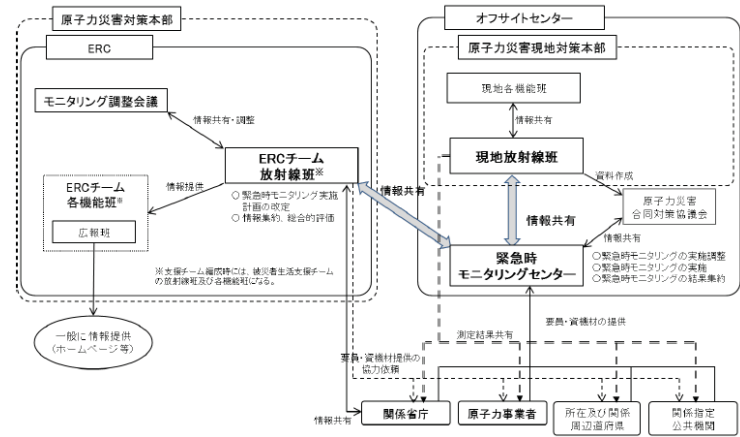 原子力災害対策本部
ERC
モニタリング調整会議
情報共有・調整
ERCチーム
放射線班※
情報提供
ERCチーム
各機能班※
広報班
○緊急時モニタリング実施
計画の改定
○情報集約、総合的評価
※支援チーム編成時には、被災者生活支援チーム
の放射線班及び各機能班になる。
一般に情報提供
(ホームページ等)
情報共有
オフサイトセンター
原子力災害現地対策本部
現地各機能班
情報共有
現地放射線班
資料作成
原子力災害
合同対策協議会
情報共有
情報共有
緊急時
モニタリングセンター
○緊急時モニタリングの実施調整
○緊急時モニタリングの実施
○緊急時モニタリングの結果集約
要員・資機材の提供
測定結果共有
要員・資機材提供の
協力依頼
情報共有
関係省庁
原子力事業者
所在及び関係
周辺道府県
関係指定
公共機関